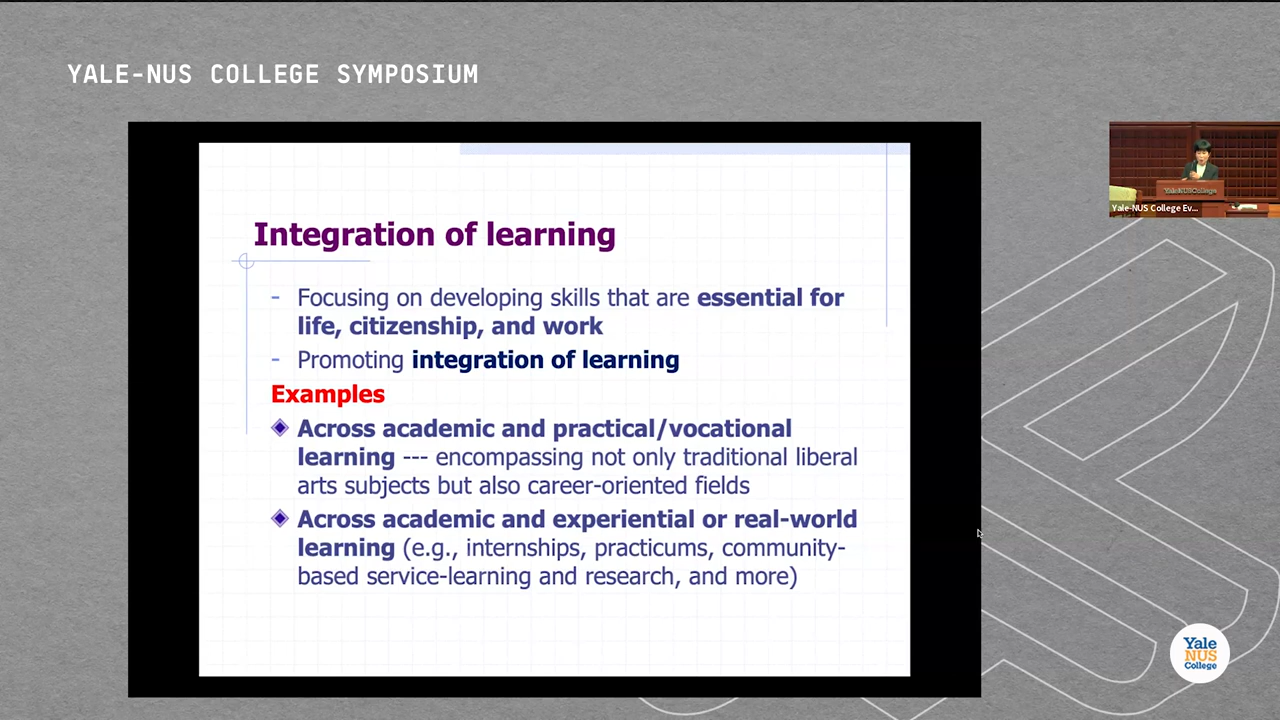 YALE-NUS COLLEGE SYMPOSIUM
Integration of learning
- Focusing on developing skills that are essential for
life, citizenship, and work
- Promoting integration of learning
Examples
Across academic and practical/vocational
learning --- encompassing not only traditional liberal
arts subjects but also career-oriented fields
Across academic and experiential or real-world
learning (e.g., internships, practicums, community-
based service-learning and research, and more)
YaleNUSCollege
Yale-NUS College Ev...
Yale
NUS
College